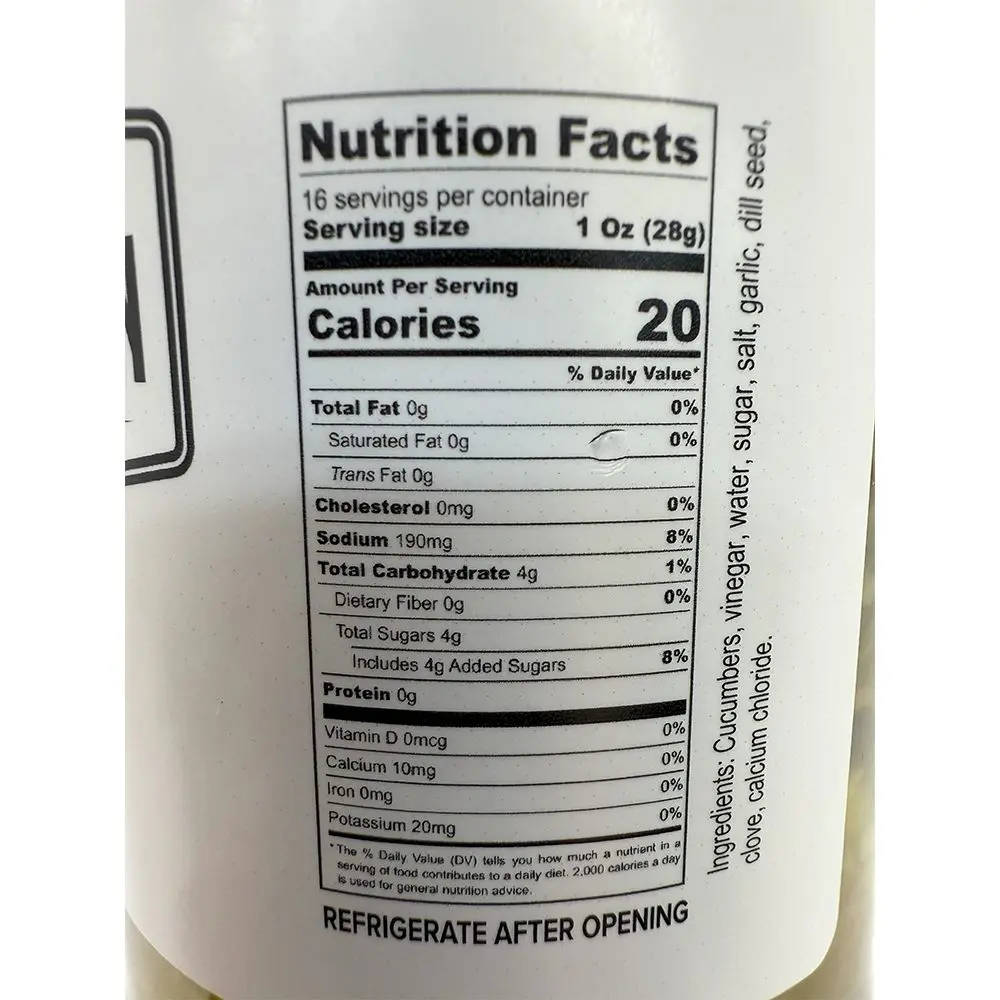 Nutrition Facts
16 servings per container
Serving size 1 Oz (28g)
Amount Per Serving
Calories 20
% Daily Value*
Total Fat 0g 0%
Saturated Fat 0g 0%
Trans Fat 0g
Cholesterol 0mg 0%
Sodium 190mg 8%
Total Carbohydrate 4g 1%
Dietary Fiber 0g 0%
Total Sugars 4g
Includes 4g Added Sugars 8%
Protein 0g
Vitamin D 0mcg 0%
Calcium 10mg 0%
Iron 0mg 0%
Potassium 20mg 0%
*The % Daily Value (DV) tells you how much a nutrient in a
serving of food contributes to a daily diet. 2,000 calories a day
is used for general nutrition advice.
REFRIGERATE AFTER OPENING
Ingredients: Cucumbers, vinegar, water, sugar, salt, garlic, dill seed,
clove, calcium chloride.